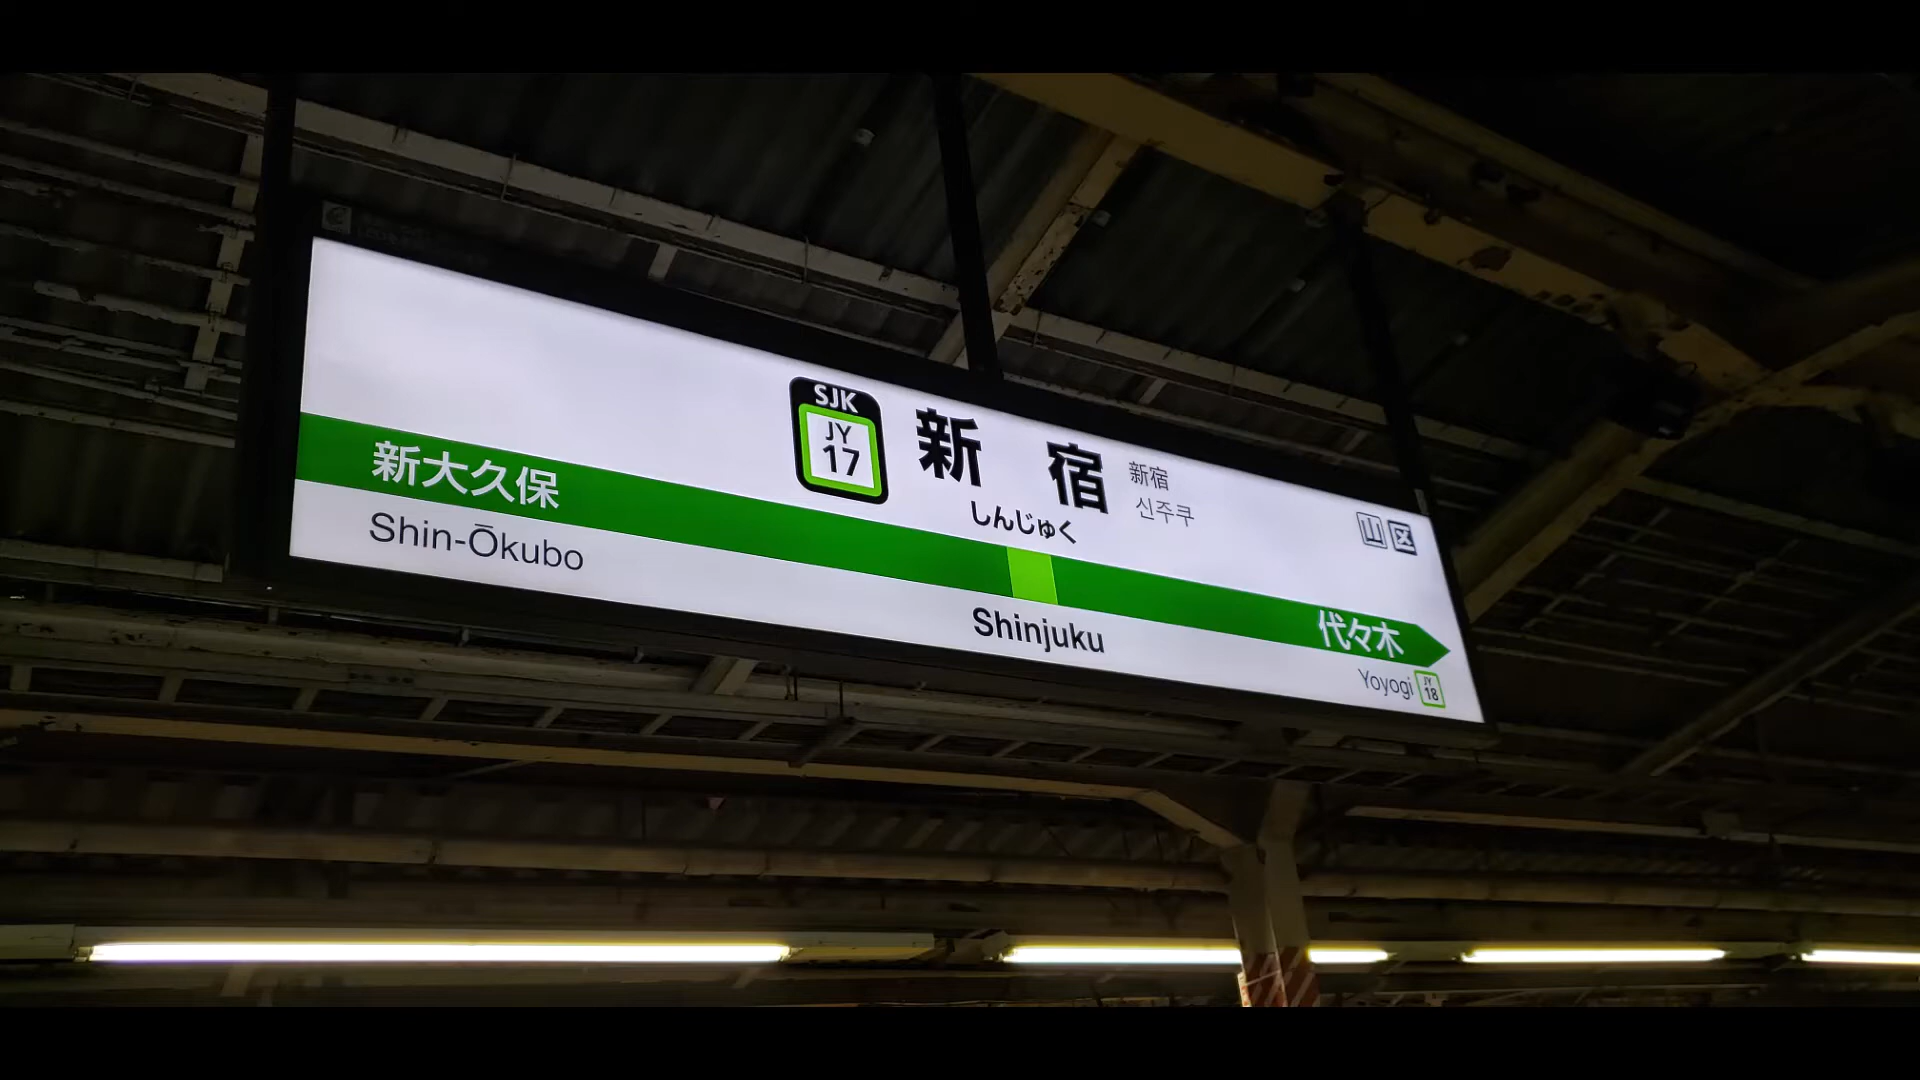 SJK
JY
17
新宿
新宿
신주쿠
しんじゅく
山 区
新大久保
Shin-Ōkubo
Shinjuku
代々木
Yoyogi
JY
18